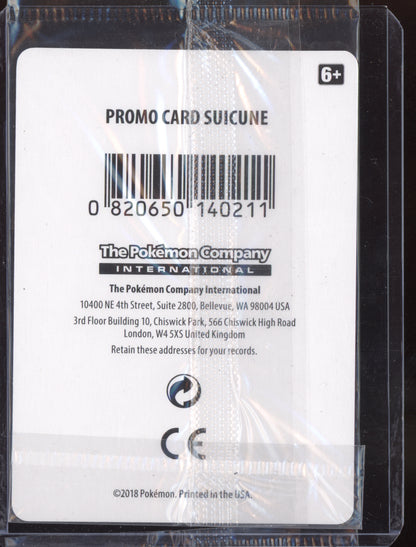 6+
PROMO CARD SUICUNE
0 820650 140211
The Pokémon Company
INTERNATIONAL
The Pokémon Company International
10400 NE 4th Street, Suite 2800, Bellevue, WA 98004 USA
3rd Floor Building 10, Chiswick Park, 566 Chiswick High Road
London, W4 5XS United Kingdom
Retain these addresses for your records.
CE
©2018 Pokémon. Printed in the USA.